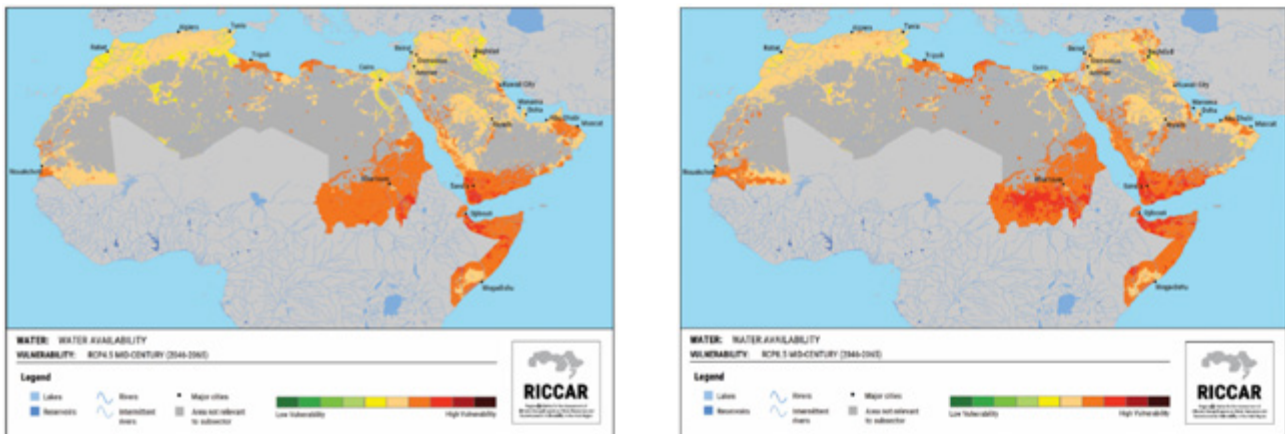 Algiers
Tunis
Rabat
Tripoli
Beirut
Damascus
Baghdad
Amman
Cairo
Kuwait City
Manama
Doha
Riyadh
Abu Dhabi
Muscat
Nouakchott
Khartoum
Sana'a
Djibouti
Mogadishu
WATER: WATER AVAILABILITY
VULNERABILITY: RCP4.5 MID-CENTURY (2046-2065)
Legend
Lakes
Rivers
Major cities
Reservoirs
Intermittent rivers
Area not relevant to subsector
Low Vulnerability
High Vulnerability
RICCAR
Algiers
Tunis
Rabat
Tripoli
Beirut
Damascus
Baghdad
Amman
Cairo
Kuwait City
Manama
Doha
Riyadh
Abu Dhabi
Muscat
Nouakchott
Khartoum
Sana'a
Djibouti
Mogadishu
WATER: WATER AVAILABILITY
VULNERABILITY: RCP8.5 MID-CENTURY (2046-2065)
Legend
Lakes
Rivers
Major cities
Reservoirs
Intermittent rivers
Area not relevant to subsector
Low Vulnerability
High Vulnerability
RICCAR